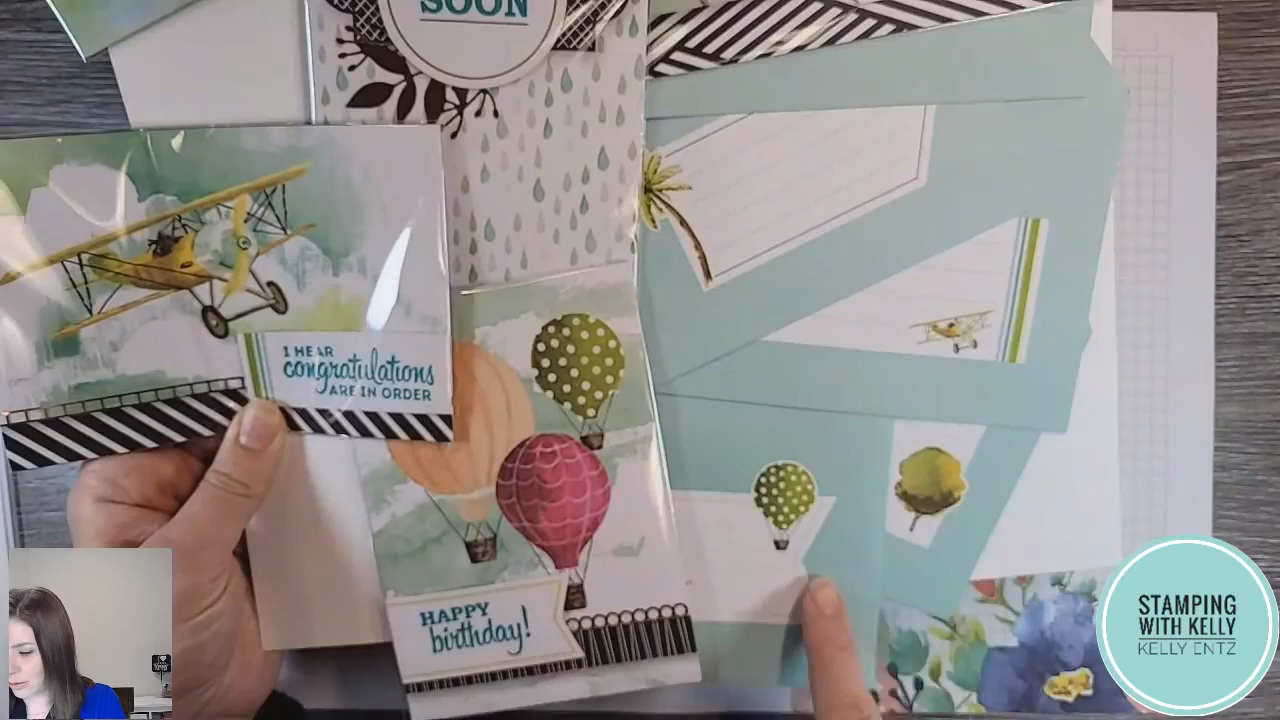 SOON
I HEAR
congratulations
ARE IN ORDER
HAPPY
birthday!
STAMPING
WITH KELLY
KELLY ENTZ